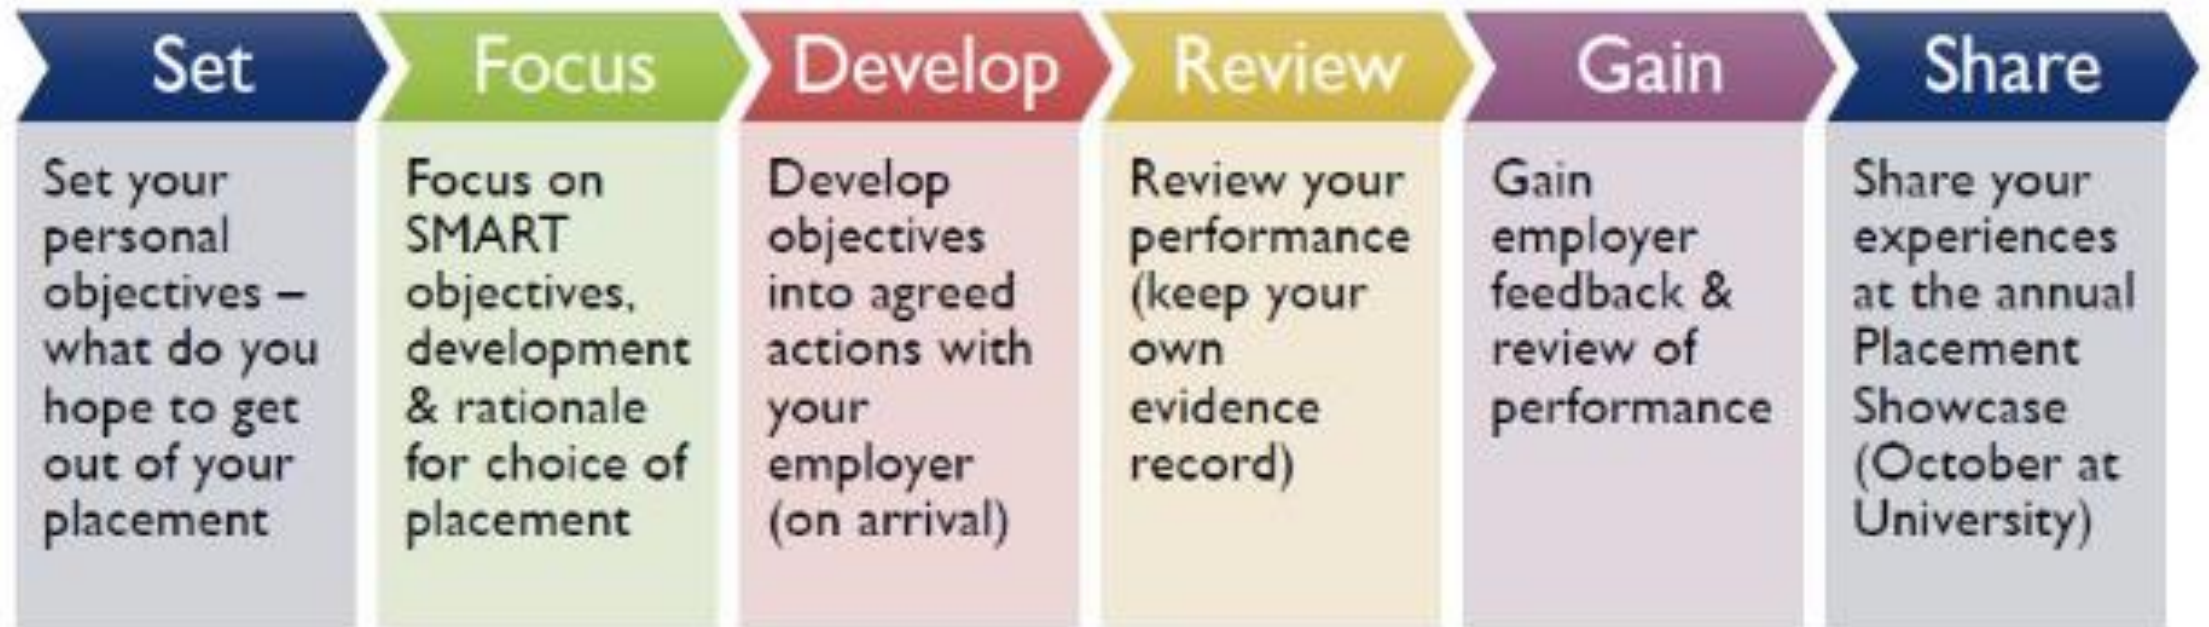 Set
Set your
personal
objectives –
what do you
hope to get
out of your
placement
Focus
Focus on
SMART
objectives,
development
& rationale
for choice of
placement
Develop
Develop
objectives
into agreed
actions with
your
employer
(on arrival)
Review
Review your
performance
(keep your
own
evidence
record)
Gain
Gain
employer
feedback &
review of
performance
Share
Share your
experiences
at the annual
Placement
Showcase
(October at
University)